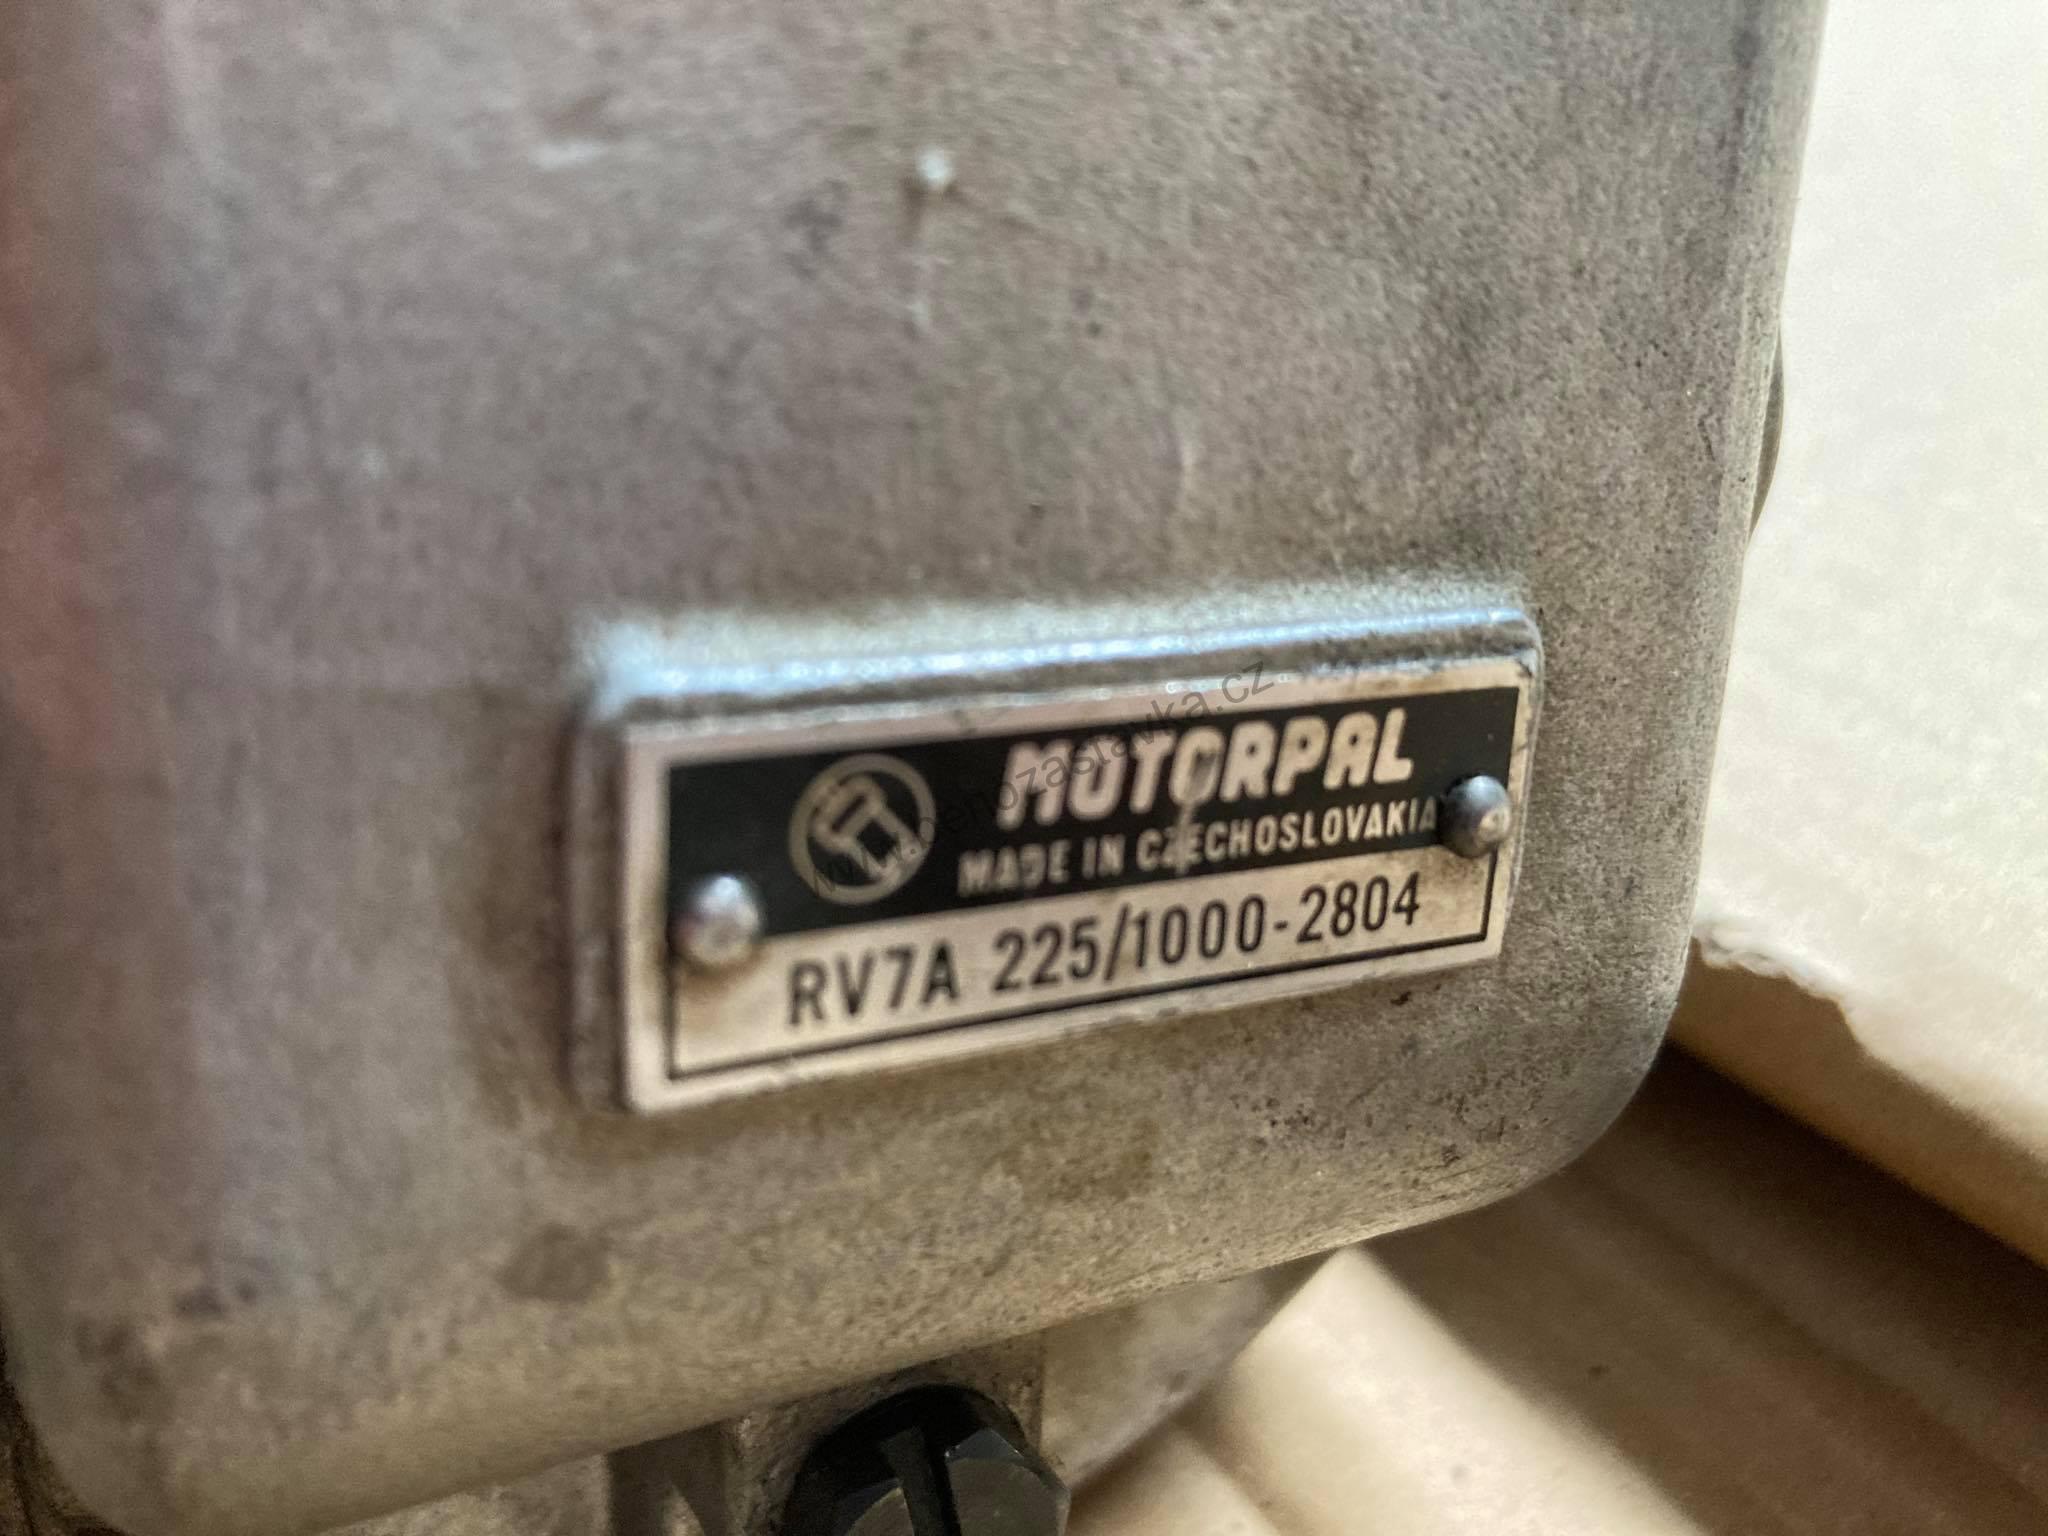 MOTORPAL
MADE IN CZECHOSLOVAKIA
RV7A 225/1000-2804